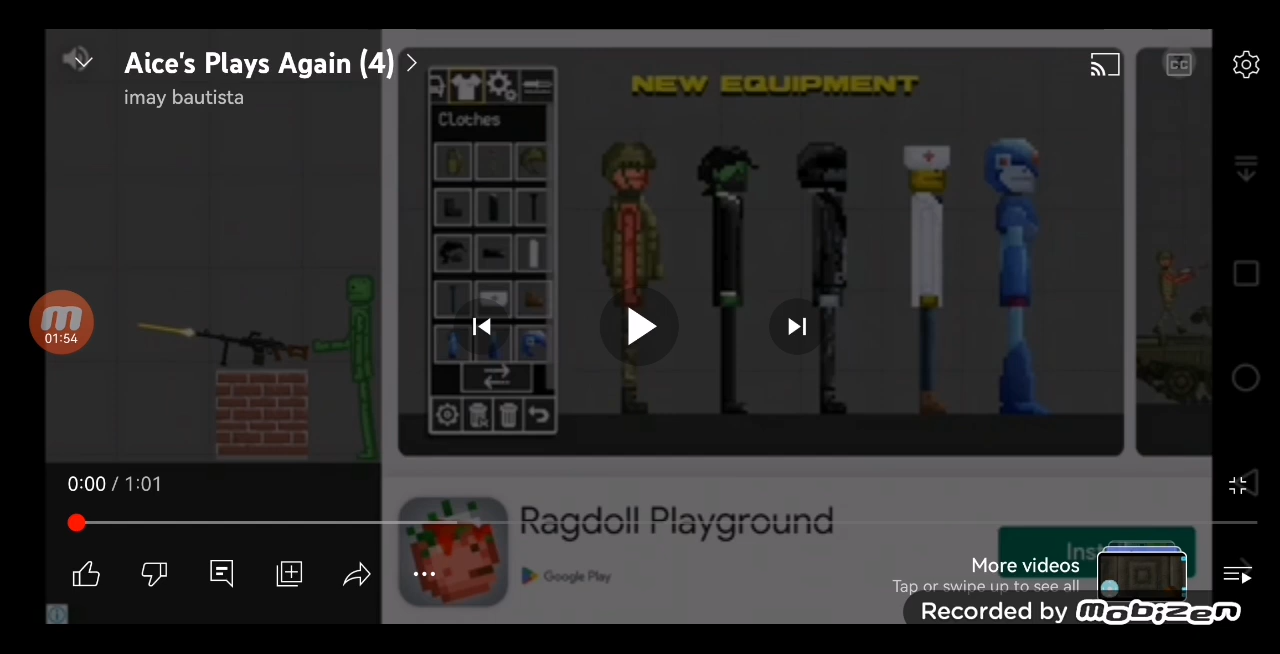 Aice's Plays Again (4)
imay bautista
CC
NEW EQUIPMENT
Clothes
01:54
0:00 / 1:01
Ragdoll Playground
Google Play
More videos
Tap or swipe up to see all
Recorded by mobizen